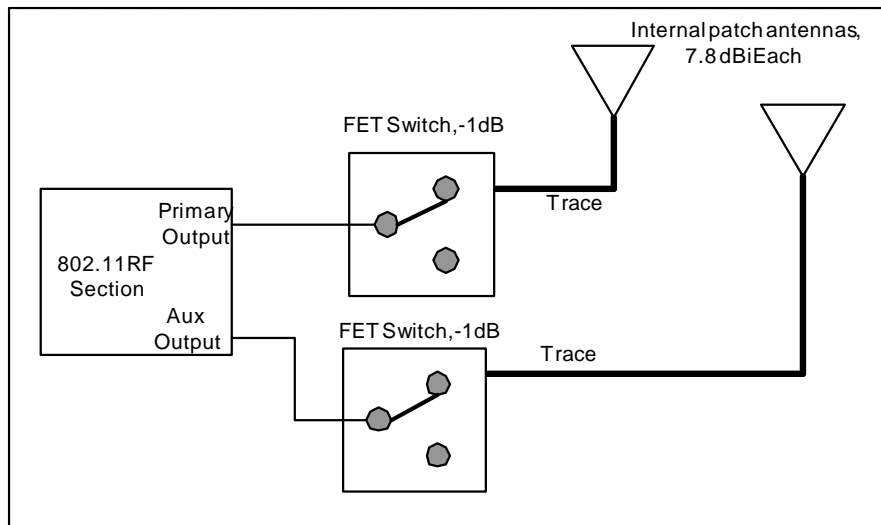 Internal patch antennas,
7.8 dBi Each
FET Switch, -1dB
Trace
Primary
Output
802.11 RF
Section
Aux
Output
FET Switch, -1dB
Trace